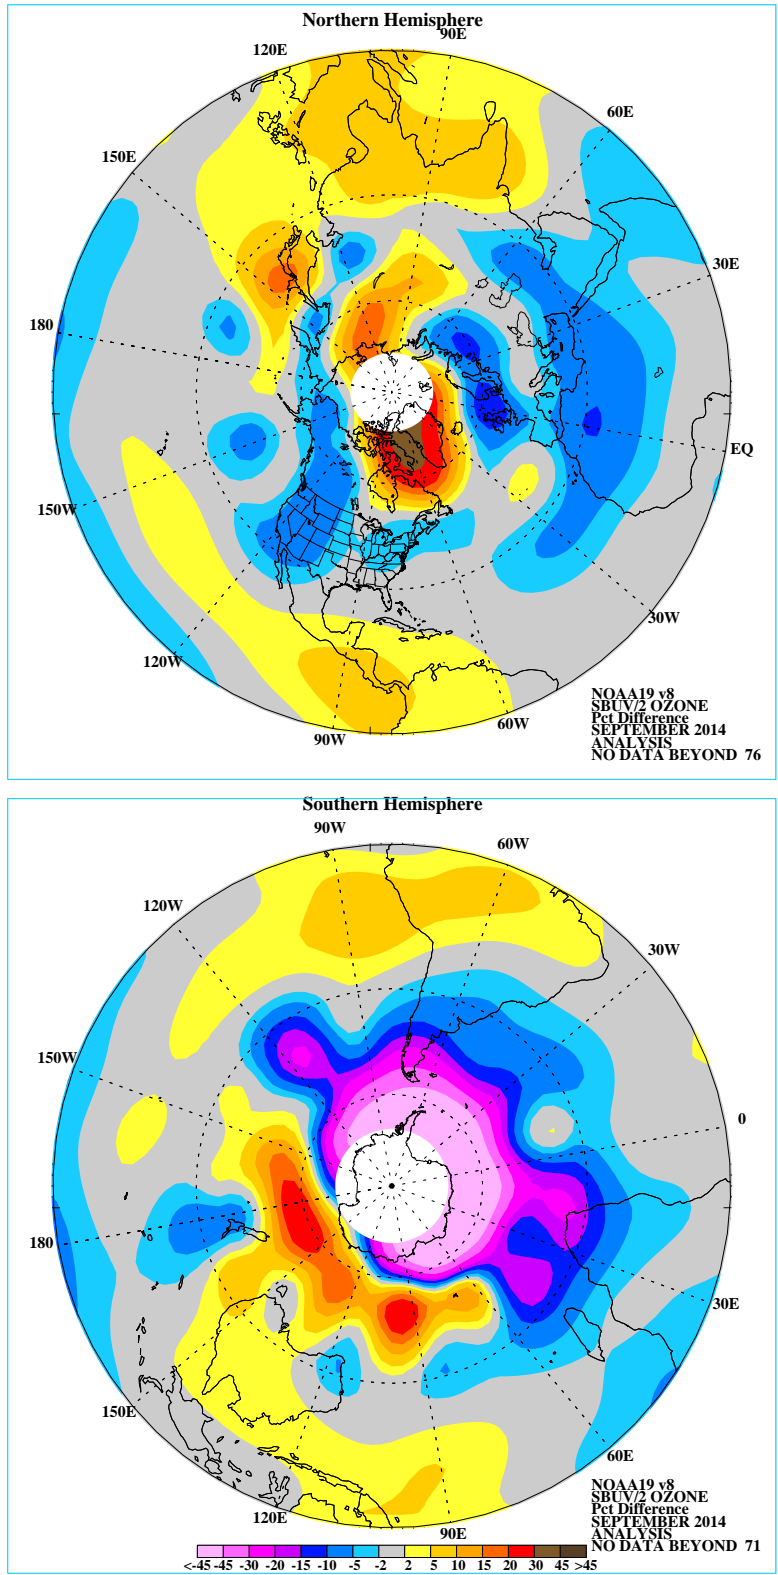 Northern Hemisphere
90E
120E
60E
150E
30E
180
EQ
150W
30W
120W
60W
90W
NOAA19 v8
SBUV/2 OZONE
Pct Difference
SEPTEMBER 2014
ANALYSIS
NO DATA BEYOND 76
Southern Hemisphere
90W
60W
120W
30W
150W
0
180
30E
150E
60E
120E
90E
NOAA19 v8
SBUV/2 OZONE
Pct Difference
SEPTEMBER 2014
ANALYSIS
NO DATA BEYOND 71
<-45 -45 -30 -20 -15 -10 -5 -2 2 5 10 15 20 30 45 >45